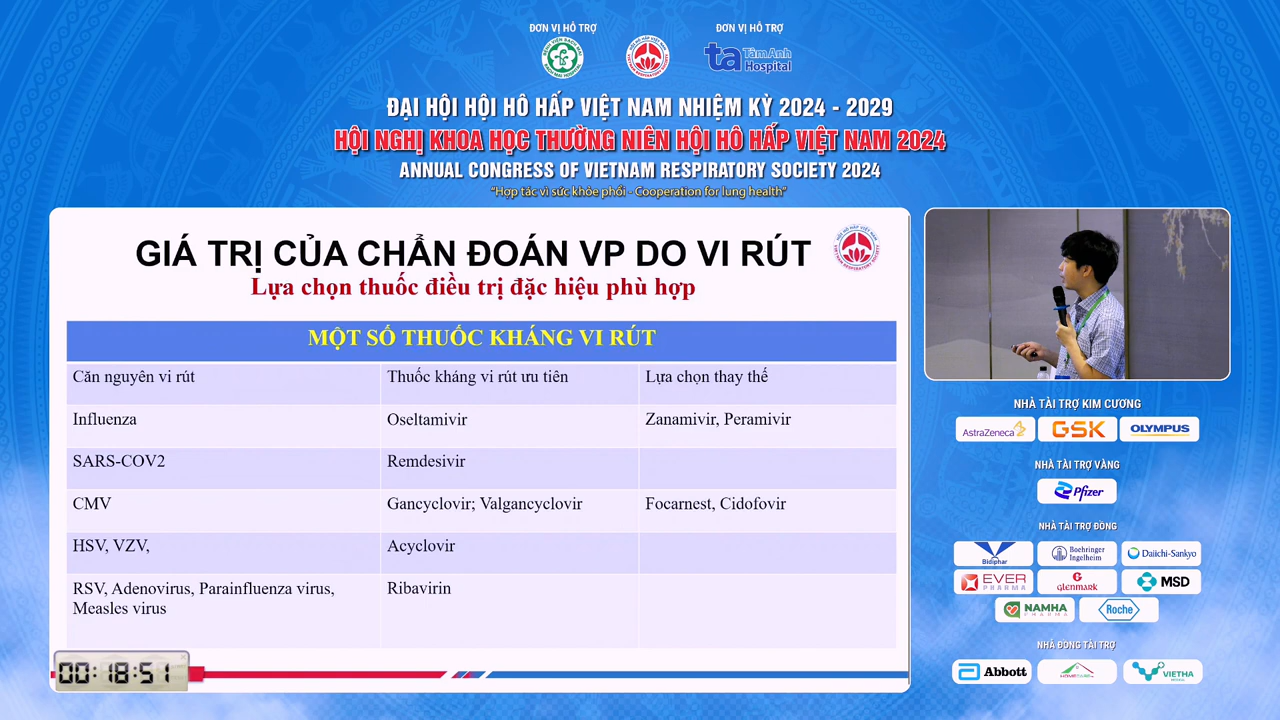 ĐƠN VỊ HỖ TRỢ
ĐƠN VỊ HỖ TRỢ
ta TâmAnh
Hospital
ĐẠI HỘI HỘI HÔ HẤP VIỆT NAM NHIỆM KỲ 2024 - 2029
HỘI NGHỊ KHOA HỌC THƯỜNG NIÊN HỘI HÔ HẤP VIỆT NAM 2024
ANNUAL CONGRESS OF VIETNAM RESPIRATORY SOCIETY 2024
"Hợp tác vì sức khỏe phổi - Cooperation for lung health"
GIÁ TRỊ CỦA CHẨN ĐOÁN VP DO VI RÚT
Lựa chọn thuốc điều trị đặc hiệu phù hợp
MỘT SỐ THUỐC KHÁNG VI RÚT
Căn nguyên vi rút Thuốc kháng vi rút ưu tiên Lựa chọn thay thế
Influenza Oseltamivir Zanamivir, Peramivir
SARS-COV2 Remdesivir
CMV Gancyclovir; Valgancyclovir Focarnest, Cidofovir
HSV, VZV, Acyclovir
RSV, Adenovirus, Parainfluenza virus, Ribavirin
Measles virus
00:18:51
NHÀ TÀI TRỢ KIM CƯƠNG
AstraZeneca GSK OLYMPUS
NHÀ TÀI TRỢ VÀNG
Pfizer
NHÀ TÀI TRỢ ĐỒNG
Bidiphar Boehringer Ingelheim Daiichi-Sankyo
EVER PHARMA GLENMARK MSD
NAMHA PHARMA Roche
NHÀ ĐỒNG TÀI TRỢ
Abbott HOMECARE VIETHA